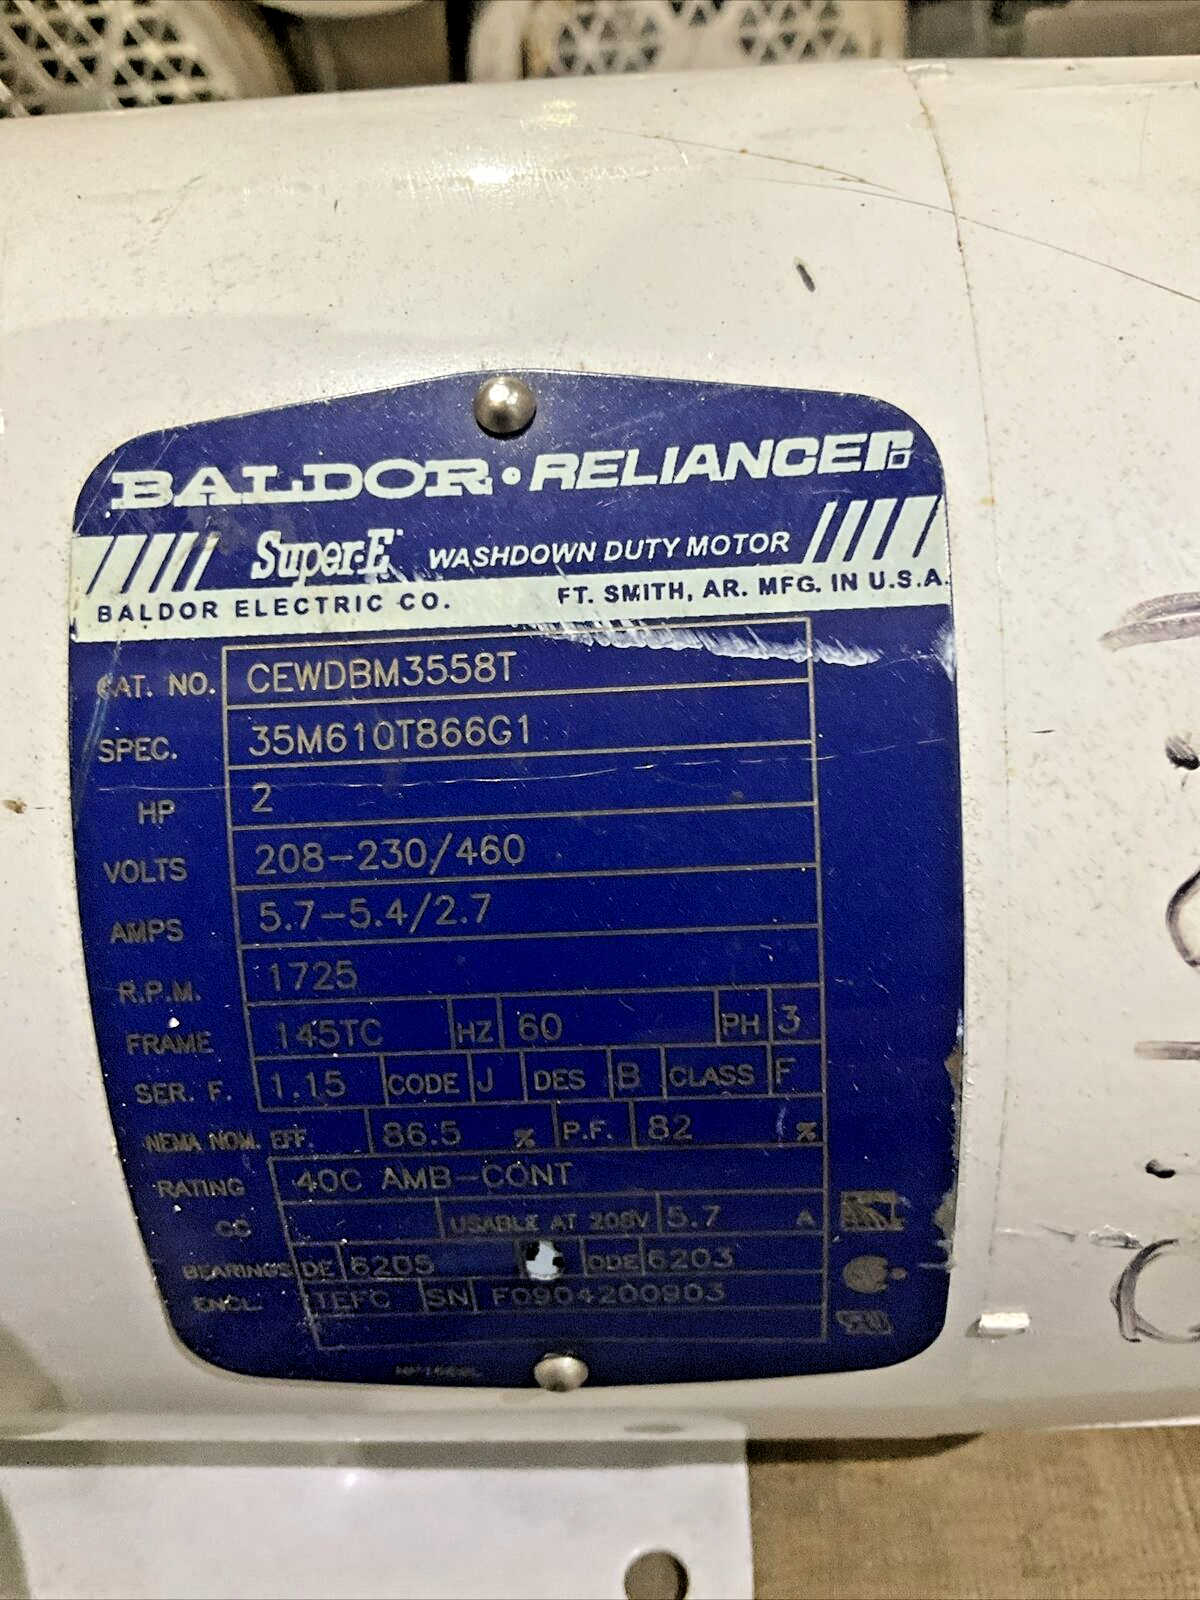 BALDOR • RELIANCE
Super-E WASHDOWN DUTY MOTOR
BALDOR ELECTRIC CO. FT. SMITH, AR. MFG. IN U.S.A.
CAT. NO. CEWDBM3558T
SPEC. 35M610T866G1
HP 2
VOLTS 208-230/460
AMPS 5.7-5.4/2.7
R.P.M. 1725
FRAME 145TC HZ 60 PH 3
SER. F. 1.15 CODE J DES B CLASS F
NEMA NOM. EFF. 86.5 % P.F. 82 %
RATING 40C AMB-CONT
CC USABLE AT 208V 5.7 A
BEARINGS DE 6205 ODE 6203
ENCL. TEFC SN F0904200903